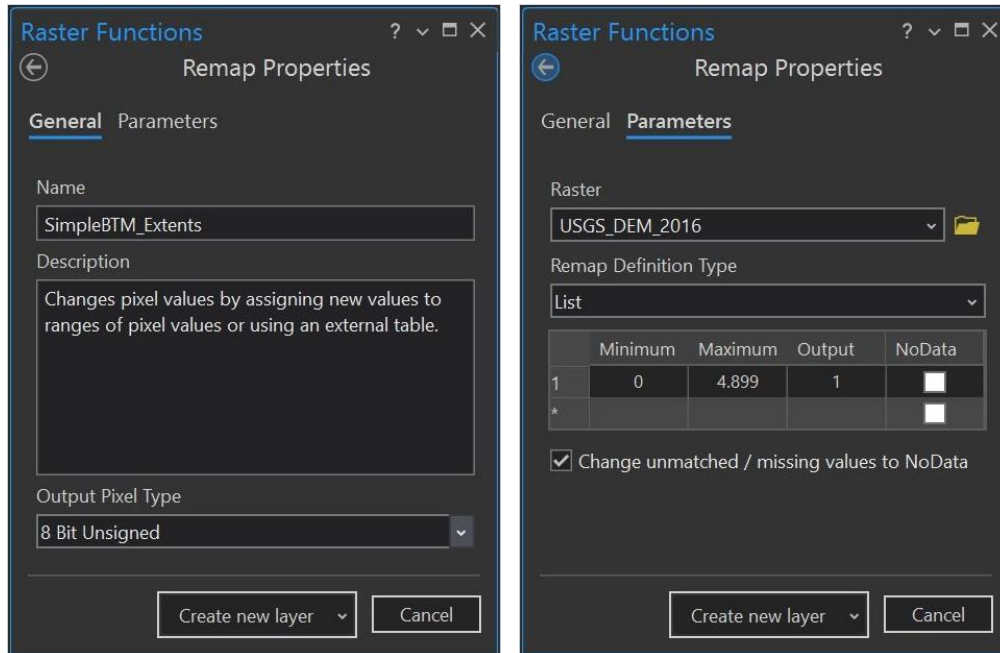 Raster Functions ?
Remap Properties
General Parameters
Name
SimpleBTM_Extents
Description
Changes pixel values by assigning new values to
ranges of pixel values or using an external table.
Output Pixel Type
8 Bit Unsigned
Create new layer Cancel
Raster Functions ?
Remap Properties
General Parameters
Raster
USGS_DEM_2016
Remap Definition Type
List
Minimum Maximum Output NoData
1 0 4.899 1
*
Change unmatched / missing values to NoData
Create new layer Cancel